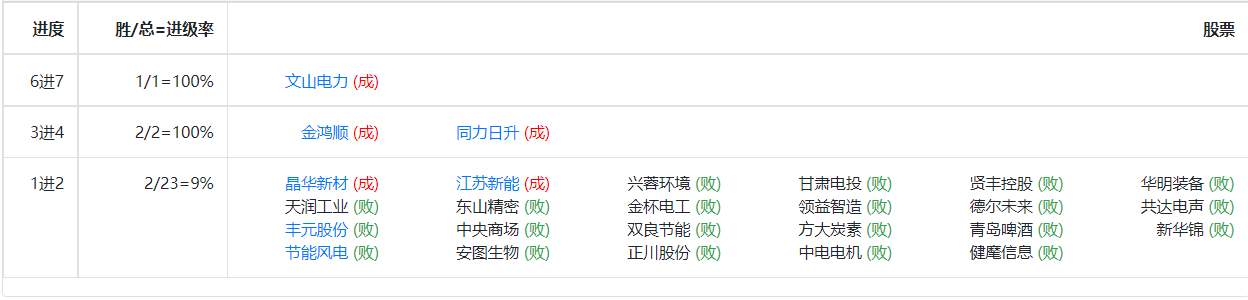 进度 胜/总=进级率 股票
6进7 1/1=100% 文山电力 (成)
3进4 2/2=100% 金鸿顺 (成) 同力日升 (成)
1进2 2/23=9% 晶华新材 (成) 江苏新能 (成) 兴蓉环境 (败) 甘肃电投 (败) 贤丰控股 (败) 华明装备 (败)
天润工业 (败) 东山精密 (败) 金杯电工 (败) 领益智造 (败) 德尔未来 (败) 共达电声 (败)
丰元股份 (败) 中央商场 (败) 双良节能 (败) 方大炭素 (败) 青岛啤酒 (败) 新华锦 (败)
节能风电 (败) 安图生物 (败) 正川股份 (败) 中电电机 (败) 健麾信息 (败)